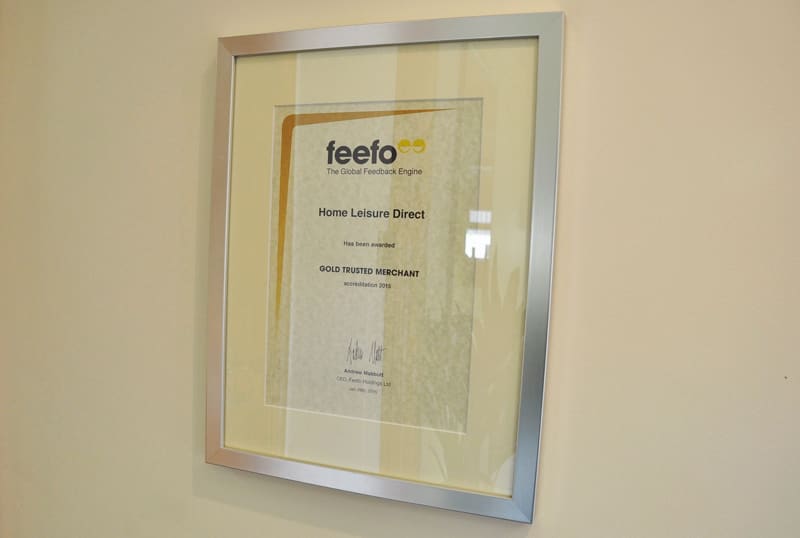 feefo
The Global Feedback Engine
Home Leisure Direct
Has been awarded
GOLD TRUSTED MERCHANT
accreditation 2015
Andrew Mabbutt
CEO, Feefo Holdings Ltd